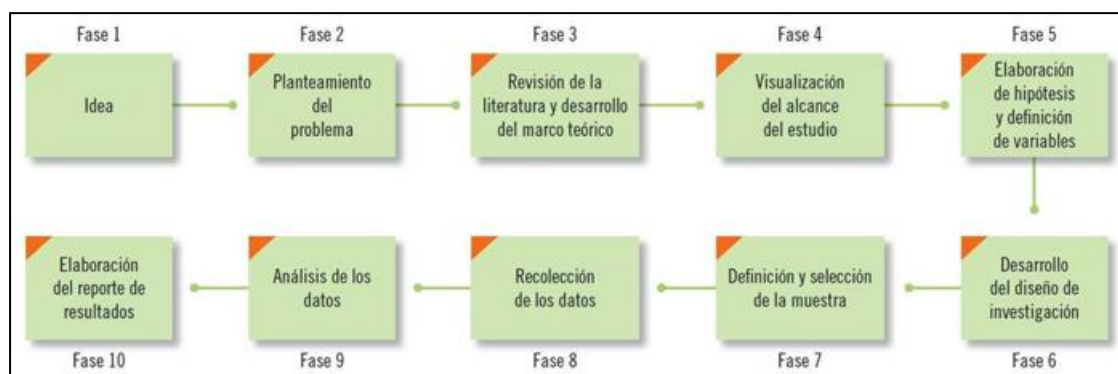 Fase 1
Idea
Fase 2
Planteamiento
del
problema
Fase 3
Revisión de la
literatura y desarrollo
del marco teórico
Fase 4
Visualización
del alcance
del estudio
Fase 5
Elaboración
de hipótesis
y definición
de variables
Desarrollo
del diseño de
investigación
Fase 6
Definición y selección
de la muestra
Fase 7
Recolección
de los datos
Fase 8
Análisis de los
datos
Fase 9
Elaboración
del reporte de
resultados
Fase 10